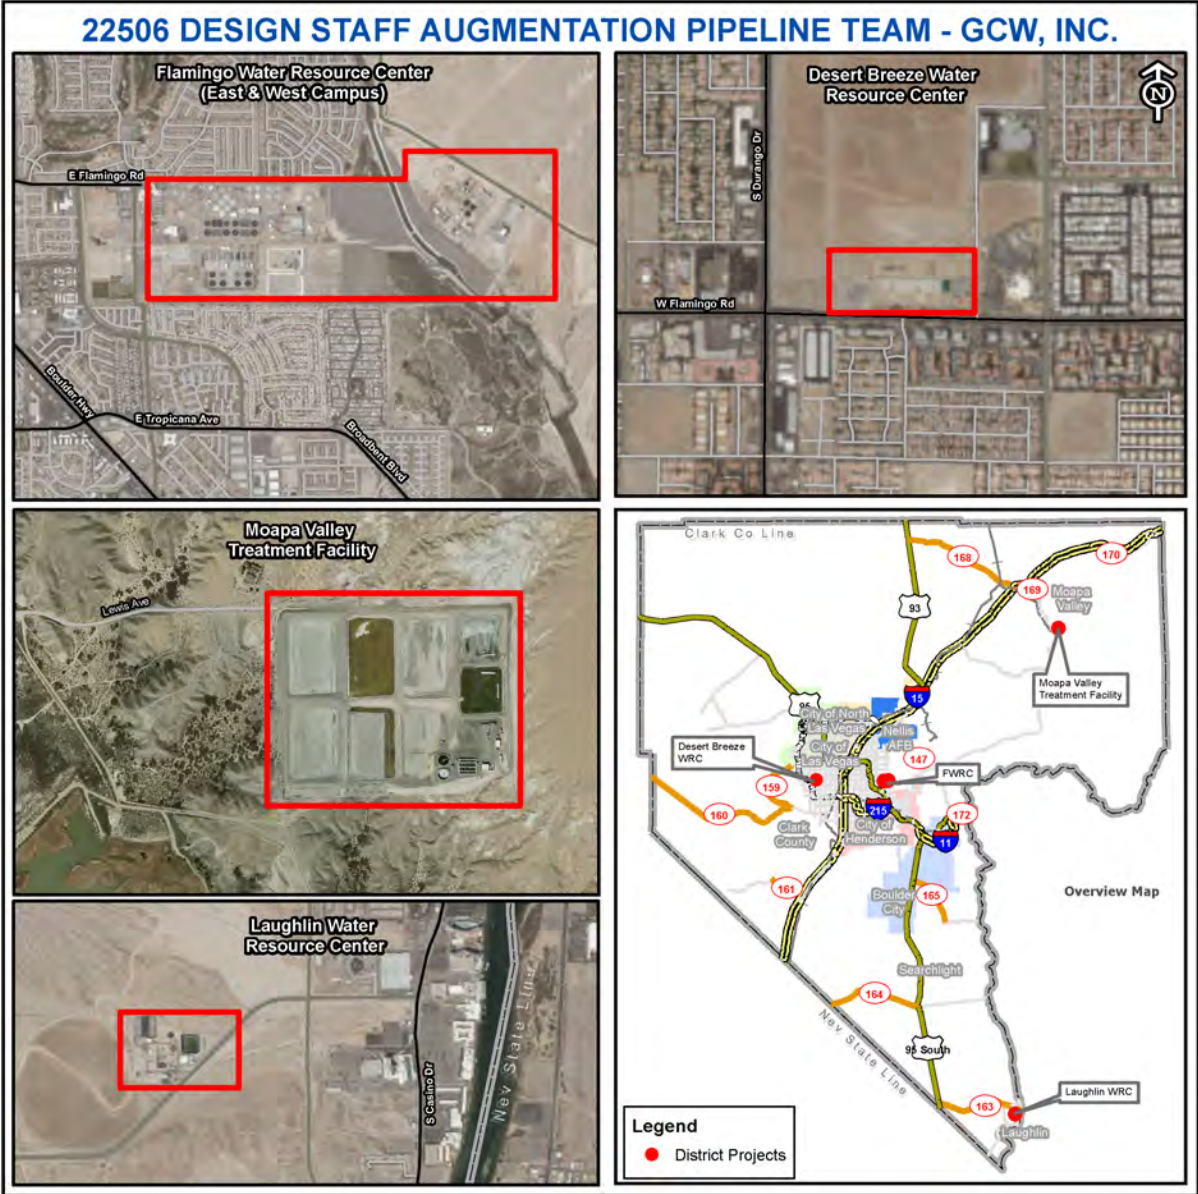 22506 DESIGN STAFF AUGMENTATION PIPELINE TEAM - GCW, INC.
Flamingo Water Resource Center
(East & West Campus)
E Flamingo Rd
Boulder Hwy
E Tropicana Ave
Broadbent Blvd
Desert Breeze Water
Resource Center
N
S Durango Dr
W Flamingo Rd
Moapa Valley
Treatment Facility
Lewis Ave
Laughlin Water
Resource Center
S Casino Dr
Nev State Line
Clark Co Line
168
170
93
169
Moapa
Valley
Moapa Valley
Treatment Facility
15
95
City of North
Las Vegas
Nellis
AFB
City of
Las Vegas
147
Desert Breeze
WRC
FWRC
159
160
215
172
Clark
County
City of
Henderson
11
161
Boulder
City
165
Overview Map
Searchlight
164
Nev State Line
95 South
163
Laughlin WRC
Laughlin
Legend
District Projects